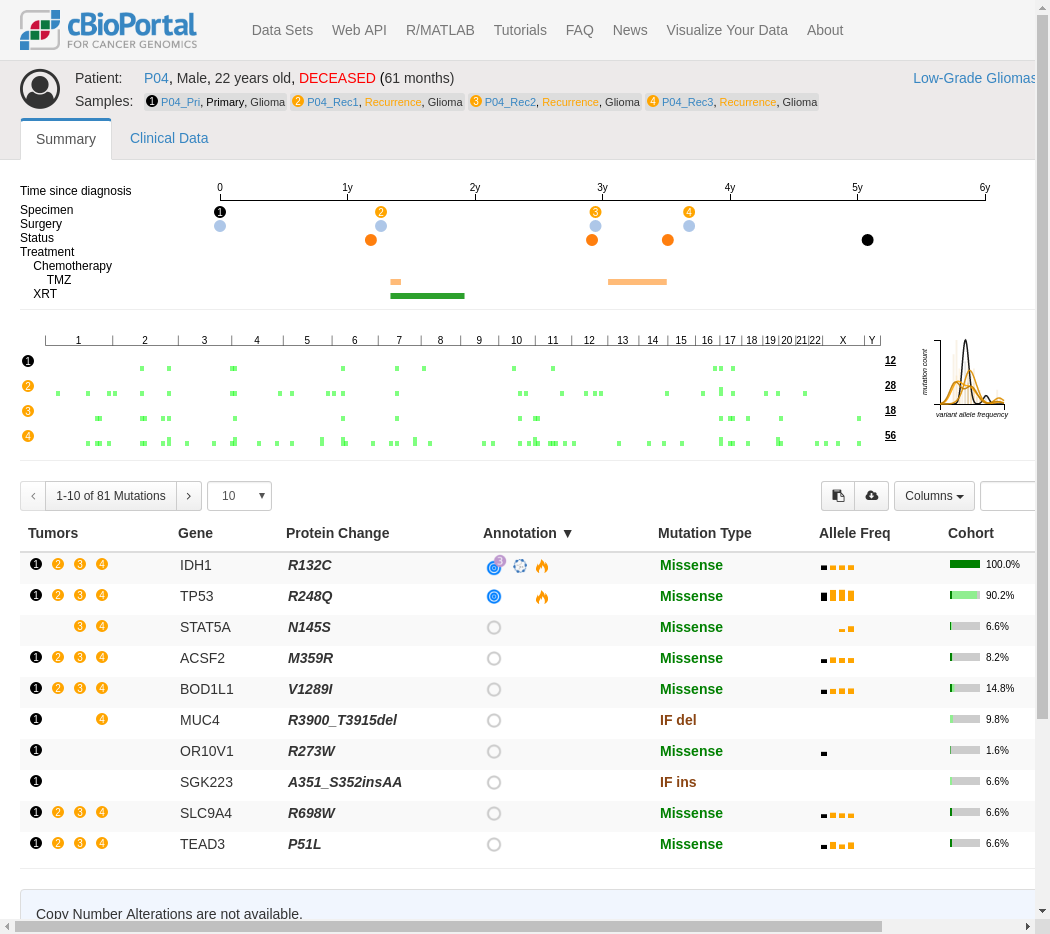 cBioPortal
FOR CANCER GENOMICS
Data Sets Web API R/MATLAB Tutorials FAQ News Visualize Your Data About
Patient: P04, Male, 22 years old, DECEASED (61 months) Low-Grade Gliomas
Samples: 1 P04_Pri, Primary, Glioma 2 P04_Rec1, Recurrence, Glioma 3 P04_Rec2, Recurrence, Glioma 4 P04_Rec3, Recurrence, Glioma
Summary Clinical Data
Time since diagnosis 0 1y 2y 3y 4y 5y 6y
Specimen 1 2 3 4
Surgery
Status
Treatment
Chemotherapy
TMZ
XRT
1 2 3 4 5 6 7 8 9 10 11 12 13 14 15 16 17 18 19 20 21 22 X Y
1 12
2 28
3 18
4 56
mutation count
variant allele frequency
‹ 1-10 of 81 Mutations › 10 ▼ Columns
Tumors Gene Protein Change Annotation ▼ Mutation Type Allele Freq Cohort
1 2 3 4 IDH1 R132C 3 Missense 100.0%
1 2 3 4 TP53 R248Q Missense 90.2%
3 4 STAT5A N145S Missense 6.6%
1 2 3 4 ACSF2 M359R Missense 8.2%
1 2 3 4 BOD1L1 V1289I Missense 14.8%
1 4 MUC4 R3900_T3915del IF del 9.8%
1 OR10V1 R273W Missense 1.6%
1 SGK223 A351_S352insAA IF ins 6.6%
1 2 3 4 SLC9A4 R698W Missense 6.6%
1 2 3 4 TEAD3 P51L Missense 6.6%
Copy Number Alterations are not available.